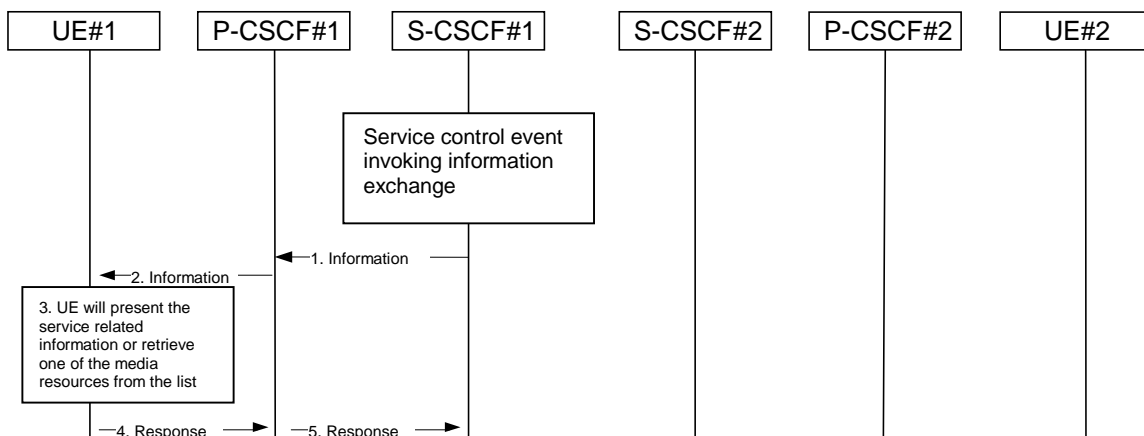 UE#1
P-CSCF#1
S-CSCF#1
S-CSCF#2
P-CSCF#2
UE#2
Service control event
invoking information
exchange
1. Information
2. Information
3. UE will present the
service related
information or retrieve
one of the media
resources from the list
4. Response
5. Response